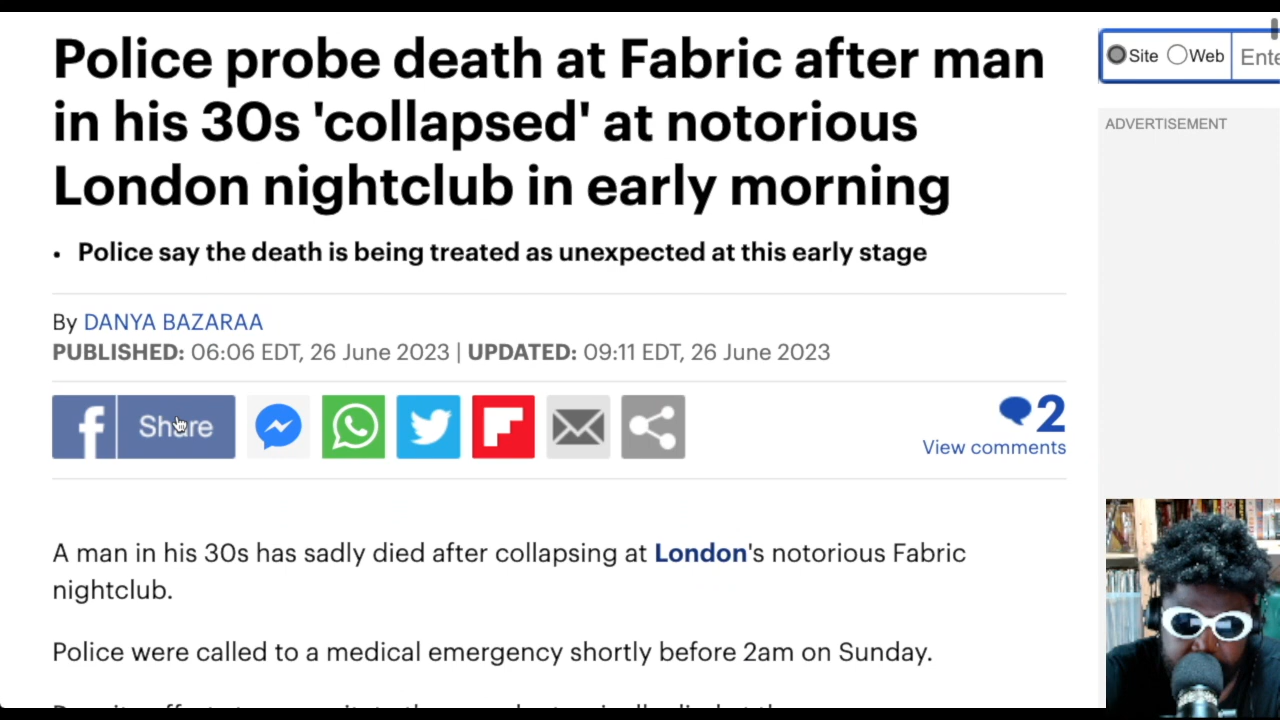 Police probe death at Fabric after man
in his 30s 'collapsed' at notorious
London nightclub in early morning
• Police say the death is being treated as unexpected at this early stage
By DANYA BAZARAA
PUBLISHED: 06:06 EDT, 26 June 2023 | UPDATED: 09:11 EDT, 26 June 2023
f Share
2
View comments
A man in his 30s has sadly died after collapsing at London's notorious Fabric
nightclub.
Police were called to a medical emergency shortly before 2am on Sunday.
Site Web Ente
ADVERTISEMENT